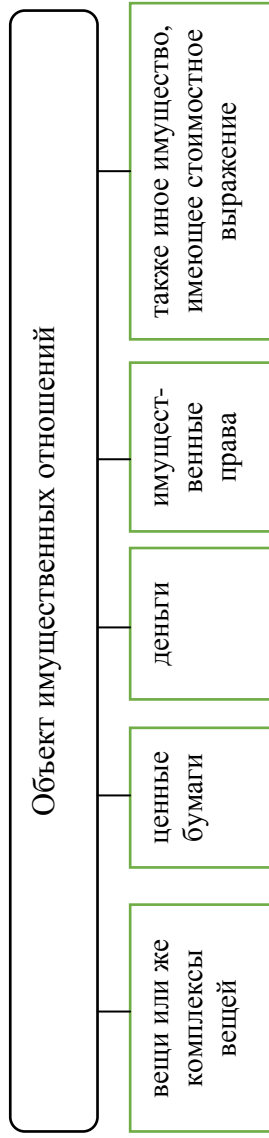 Объект имущественных отношений
вещи или же
комплексы
вещей
ценные
бумаги
деньги
имущест-
венные
права
также иное имущество,
имеющее стоимостное
выражение